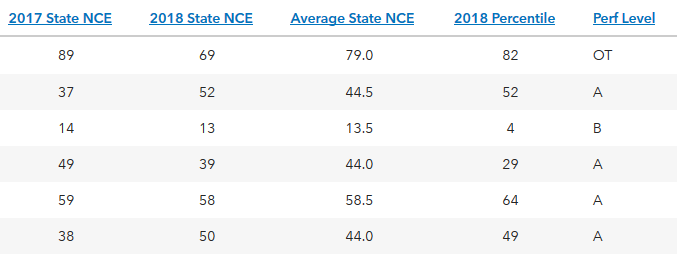 2017 State NCE 2018 State NCE Average State NCE 2018 Percentile Perf Level
89 69 79.0 82 OT
37 52 44.5 52 A
14 13 13.5 4 B
49 39 44.0 29 A
59 58 58.5 64 A
38 50 44.0 49 A